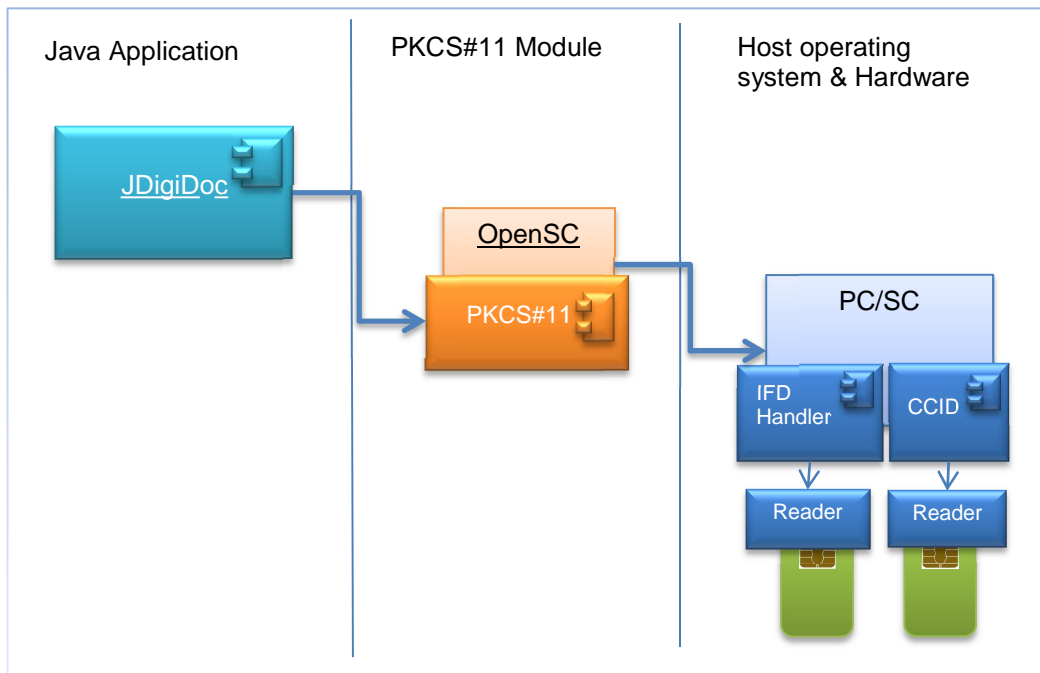 Java Application
PKCS#11 Module
Host operating
system & Hardware
JDigiDoc
OpenSC
PKCS#11
PC/SC
IFD
Handler
CCID
Reader
Reader